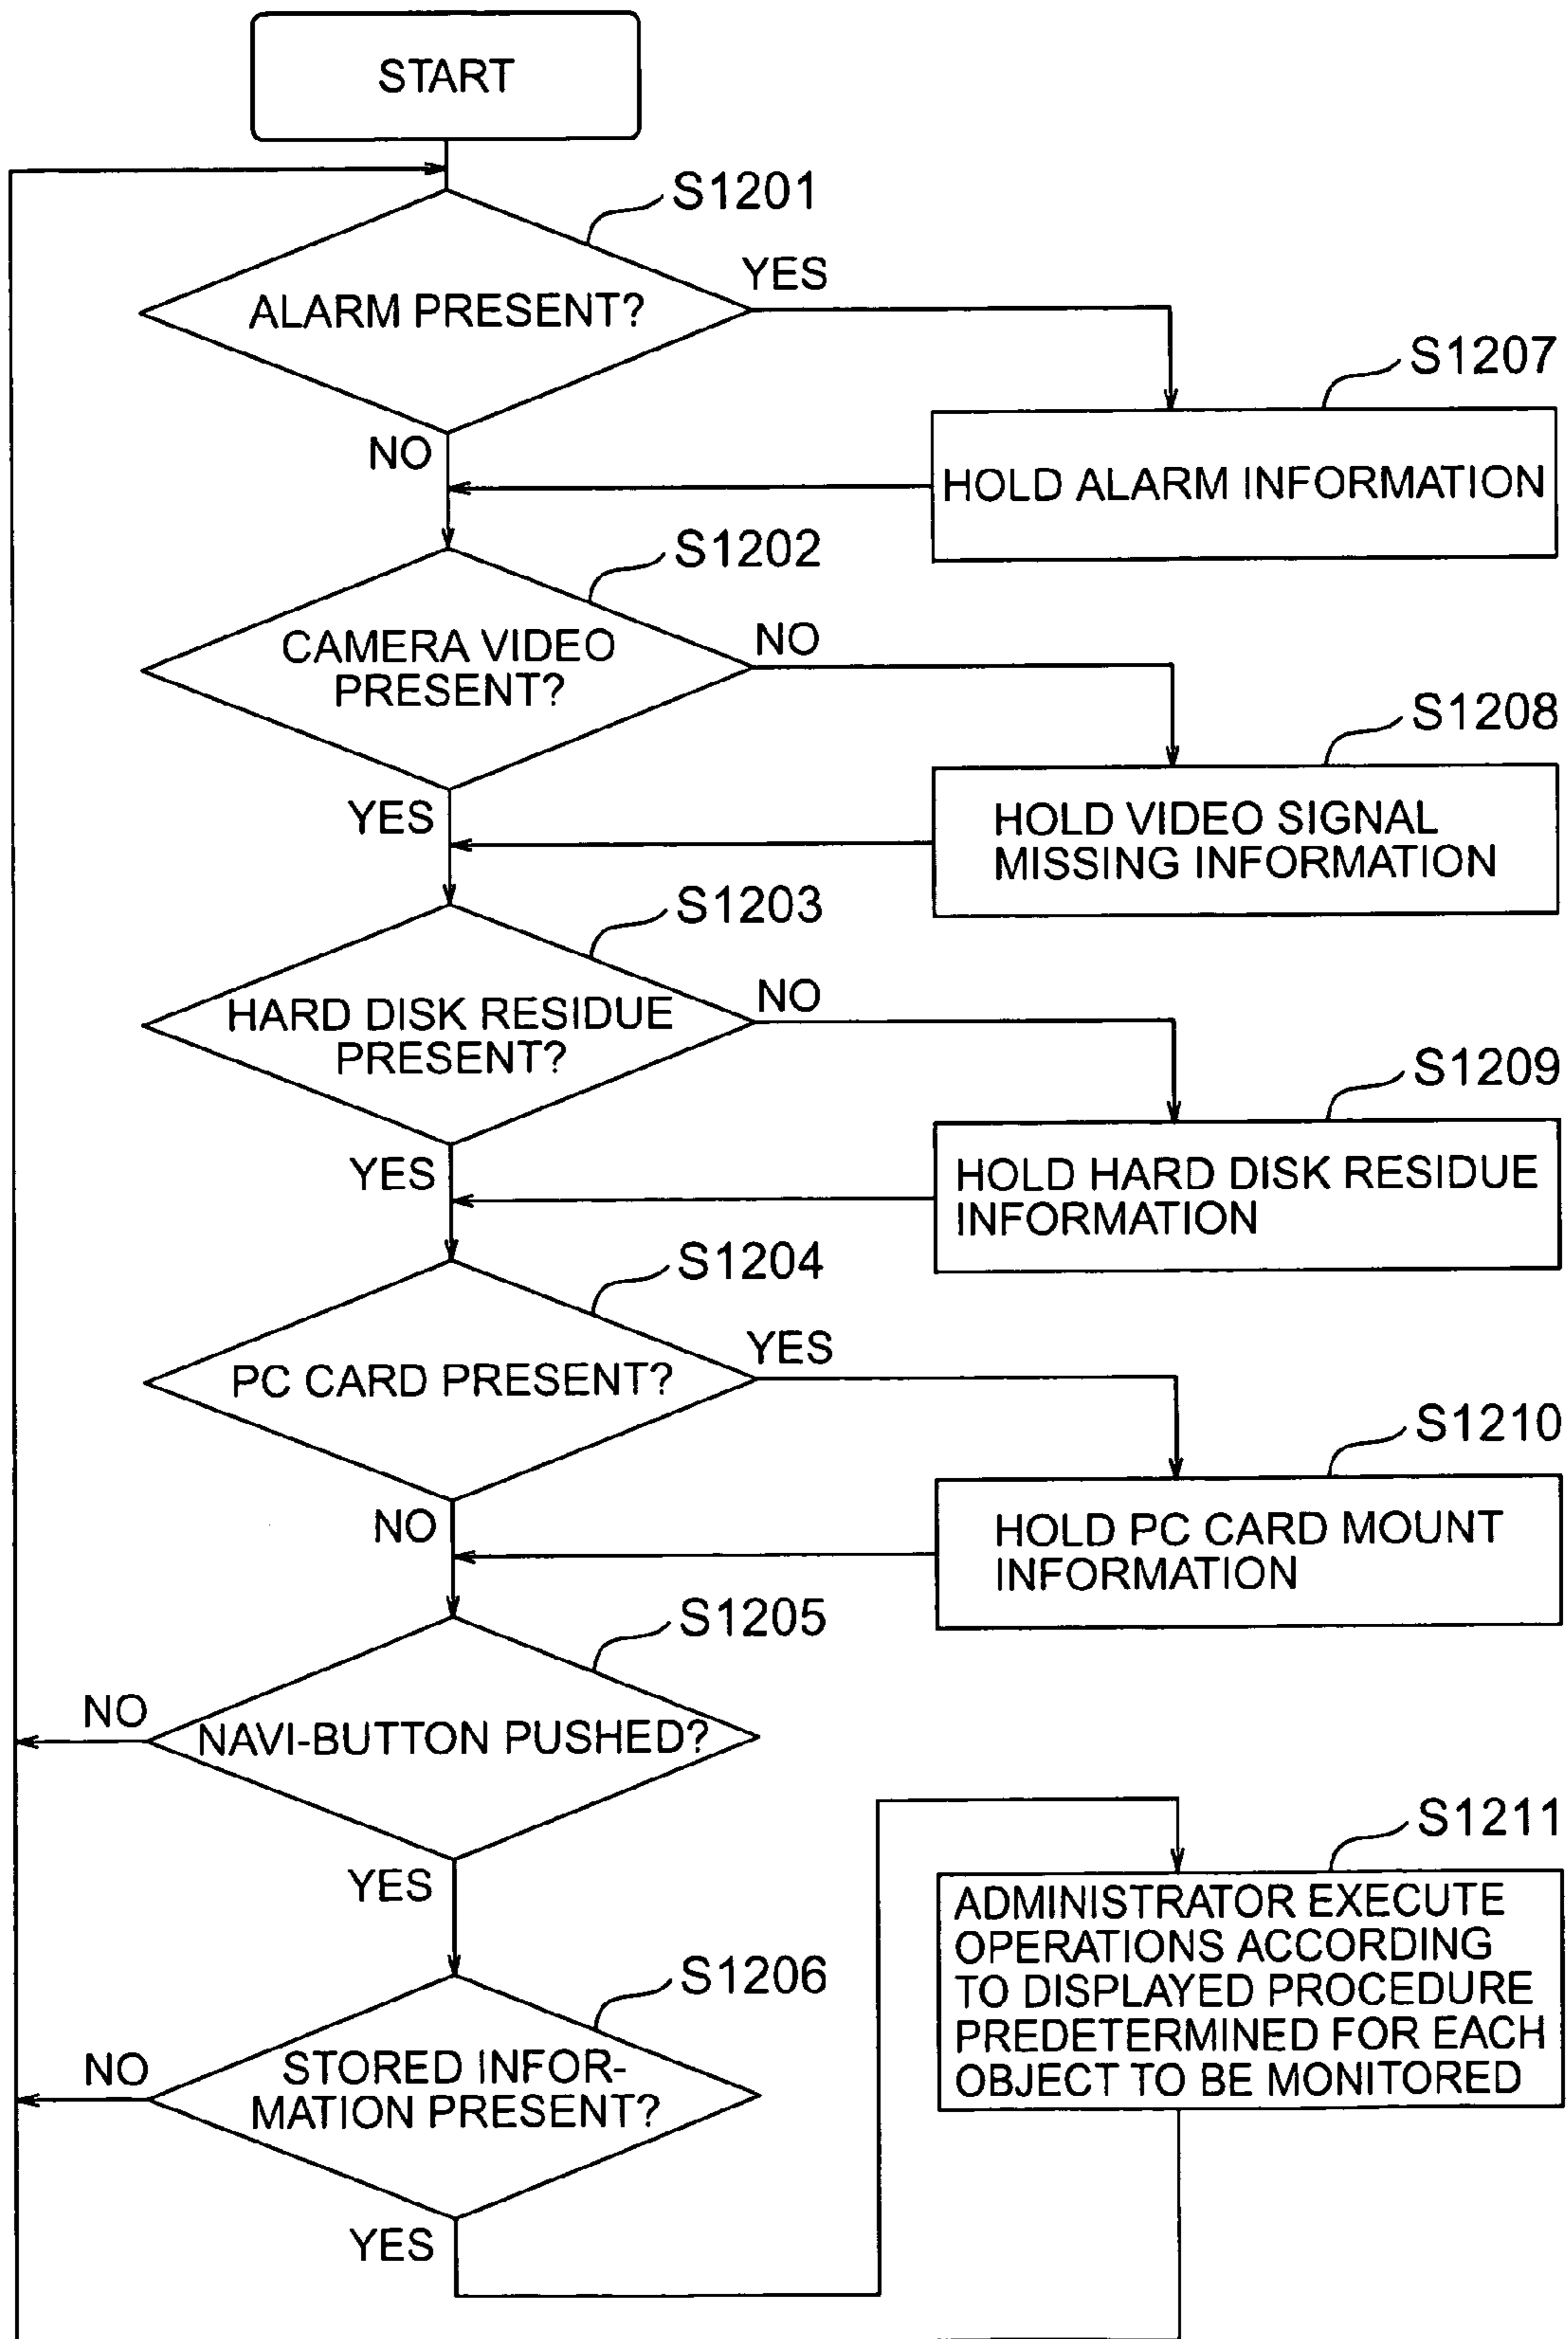 START
S1201
YES
ALARM PRESENT?
S1207
NO
HOLD ALARM INFORMATION
S1202
CAMERA VIDEO
PRESENT?
NO
S1208
YES
HOLD VIDEO SIGNAL
MISSING INFORMATION
S1203
HARD DISK RESIDUE
PRESENT?
NO
S1209
YES
HOLD HARD DISK RESIDUE
INFORMATION
S1204
YES
PC CARD PRESENT?
S1210
NO
HOLD PC CARD MOUNT
INFORMATION
S1205
NO
NAVI-BUTTON PUSHED?
S1211
YES
ADMINISTRATOR EXECUTE
OPERATIONS ACCORDING
TO DISPLAYED PROCEDURE
PREDETERMINED FOR EACH
OBJECT TO BE MONITORED
S1206
NO
STORED INFOR-
MATION PRESENT?
YES